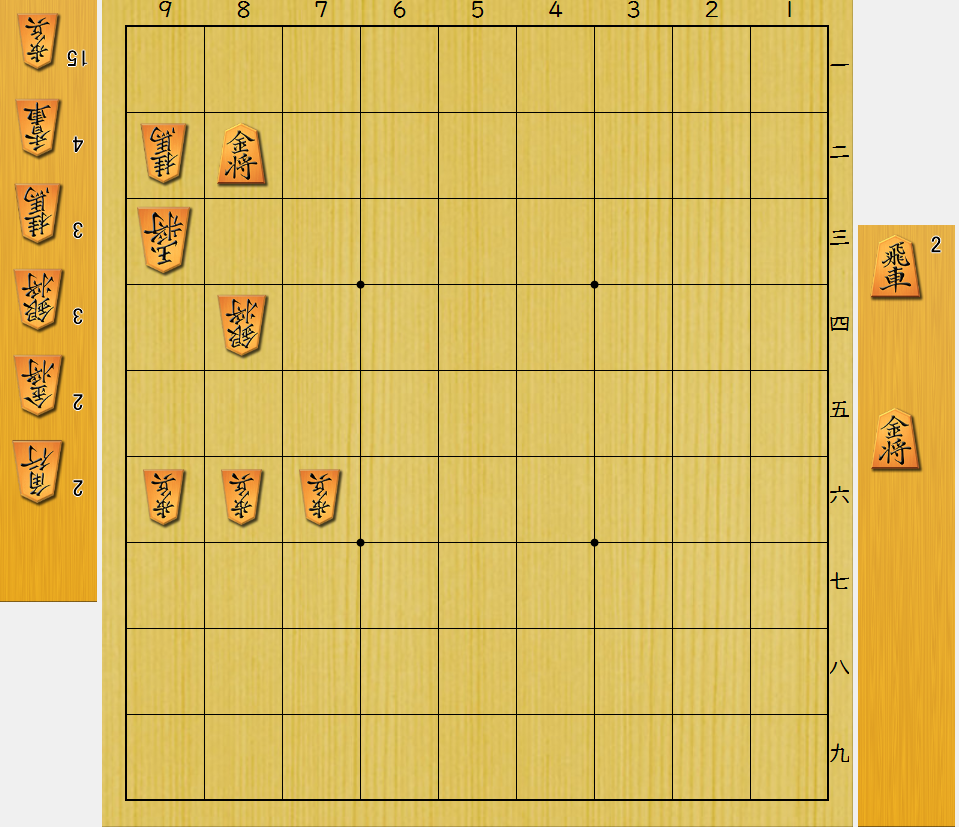 9 8 7 6 5 4 3 2 1
歩兵 15
香車 4
桂馬 3
銀将 3
金将 2
角行 2
一
二
三
四
五
六
七
八
九
桂馬 金将
玉将
銀将
歩兵 歩兵 歩兵
飛車 2
金将